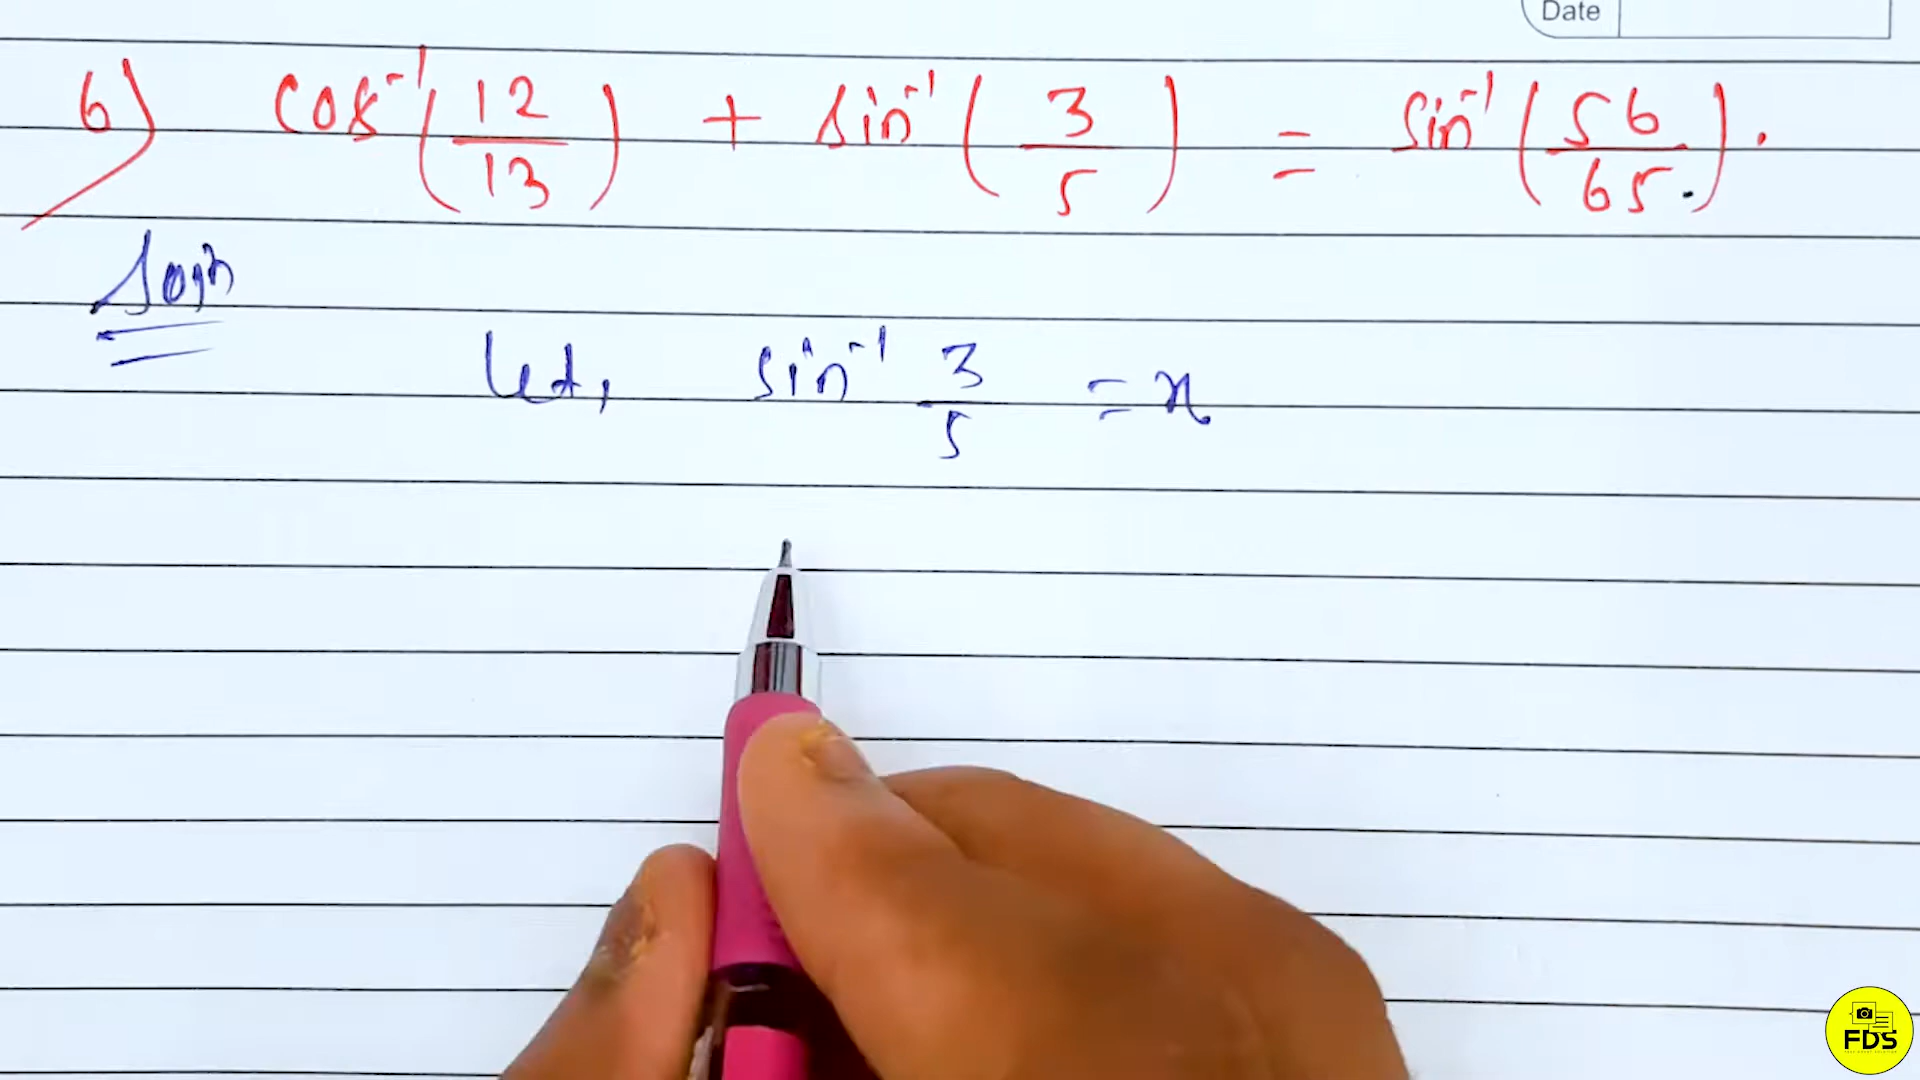 Date
6) cos⁻¹(12/13) + sin⁻¹(3/5) = sin⁻¹(56/65).
Soln
Let, sin⁻¹ 3/5 = x
FDS